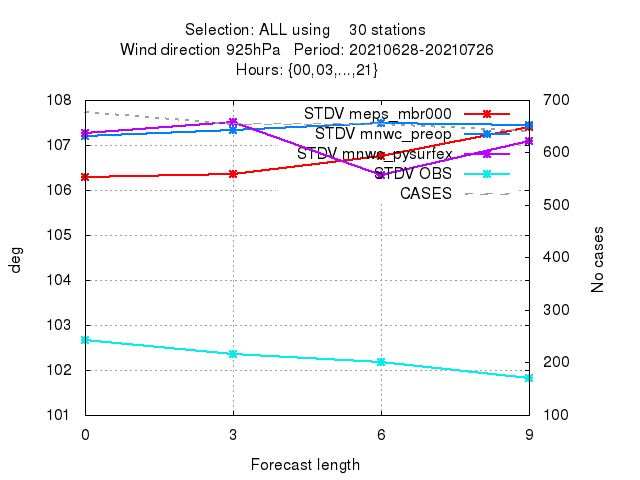 Selection: ALL using 30 stations
Wind direction 925hPa Period: 20210628-20210726
Hours: {00,03,...,21}
108
107
106
105
104
103
102
101
700
600
500
400
300
200
100
0
3
6
9
deg
No cases
Forecast length
STDV meps_mbr000
STDV mnwc_preop
STDV mnwc_pysurfex
STDV OBS
CASES